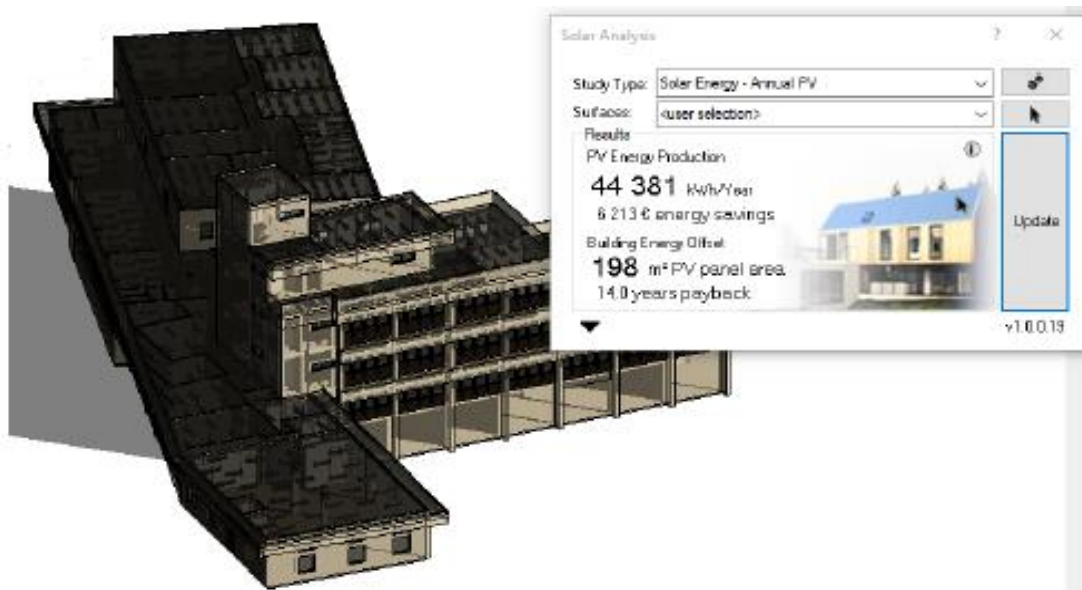 Solar Analysis ? ×
Study Type: Solar Energy - Annual PV
Surfaces: <user selection>
Results
PV Energy Production
44 381 kWh/Year
6 213 € energy savings
Building Energy Offset
198 m² PV panel area
14.0 years payback
Update
v1.0.0.19